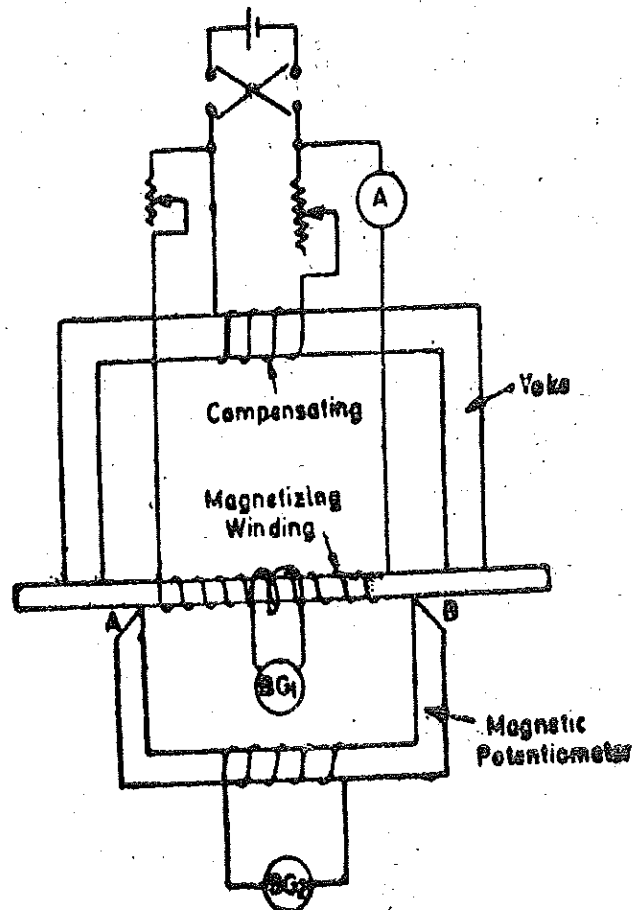 A
Compensating
Yoke
Magnetizing
Winding
A
B
BG1
Magnetic
Potentiometer
BG2